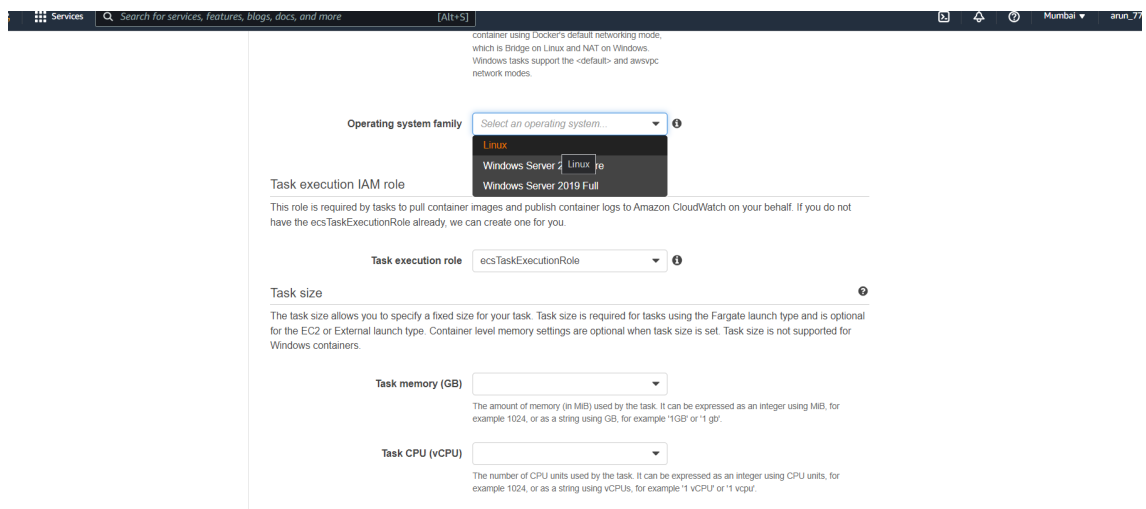 Services Search for services, features, blogs, docs, and more [Alt+S] Mumbai arun_77
container using Docker's default networking mode,
which is Bridge on Linux and NAT on Windows.
Windows tasks support the <default> and awsvpc
network modes.
Operating system family Select an operating system...
Linux
Windows Server 2 Linux re
Windows Server 2019 Full
Task execution IAM role
This role is required by tasks to pull container images and publish container logs to Amazon CloudWatch on your behalf. If you do not
have the ecsTaskExecutionRole already, we can create one for you.
Task execution role ecsTaskExecutionRole
Task size
The task size allows you to specify a fixed size for your task. Task size is required for tasks using the Fargate launch type and is optional
for the EC2 or External launch type. Container level memory settings are optional when task size is set. Task size is not supported for
Windows containers.
Task memory (GB)
The amount of memory (in MiB) used by the task. It can be expressed as an integer using MiB, for
example 1024, or as a string using GB, for example '1GB' or '1 gb'.
Task CPU (vCPU)
The number of CPU units used by the task. It can be expressed as an integer using CPU units, for
example 1024, or as a string using vCPUs, for example '1 vCPU' or '1 vcpu'.